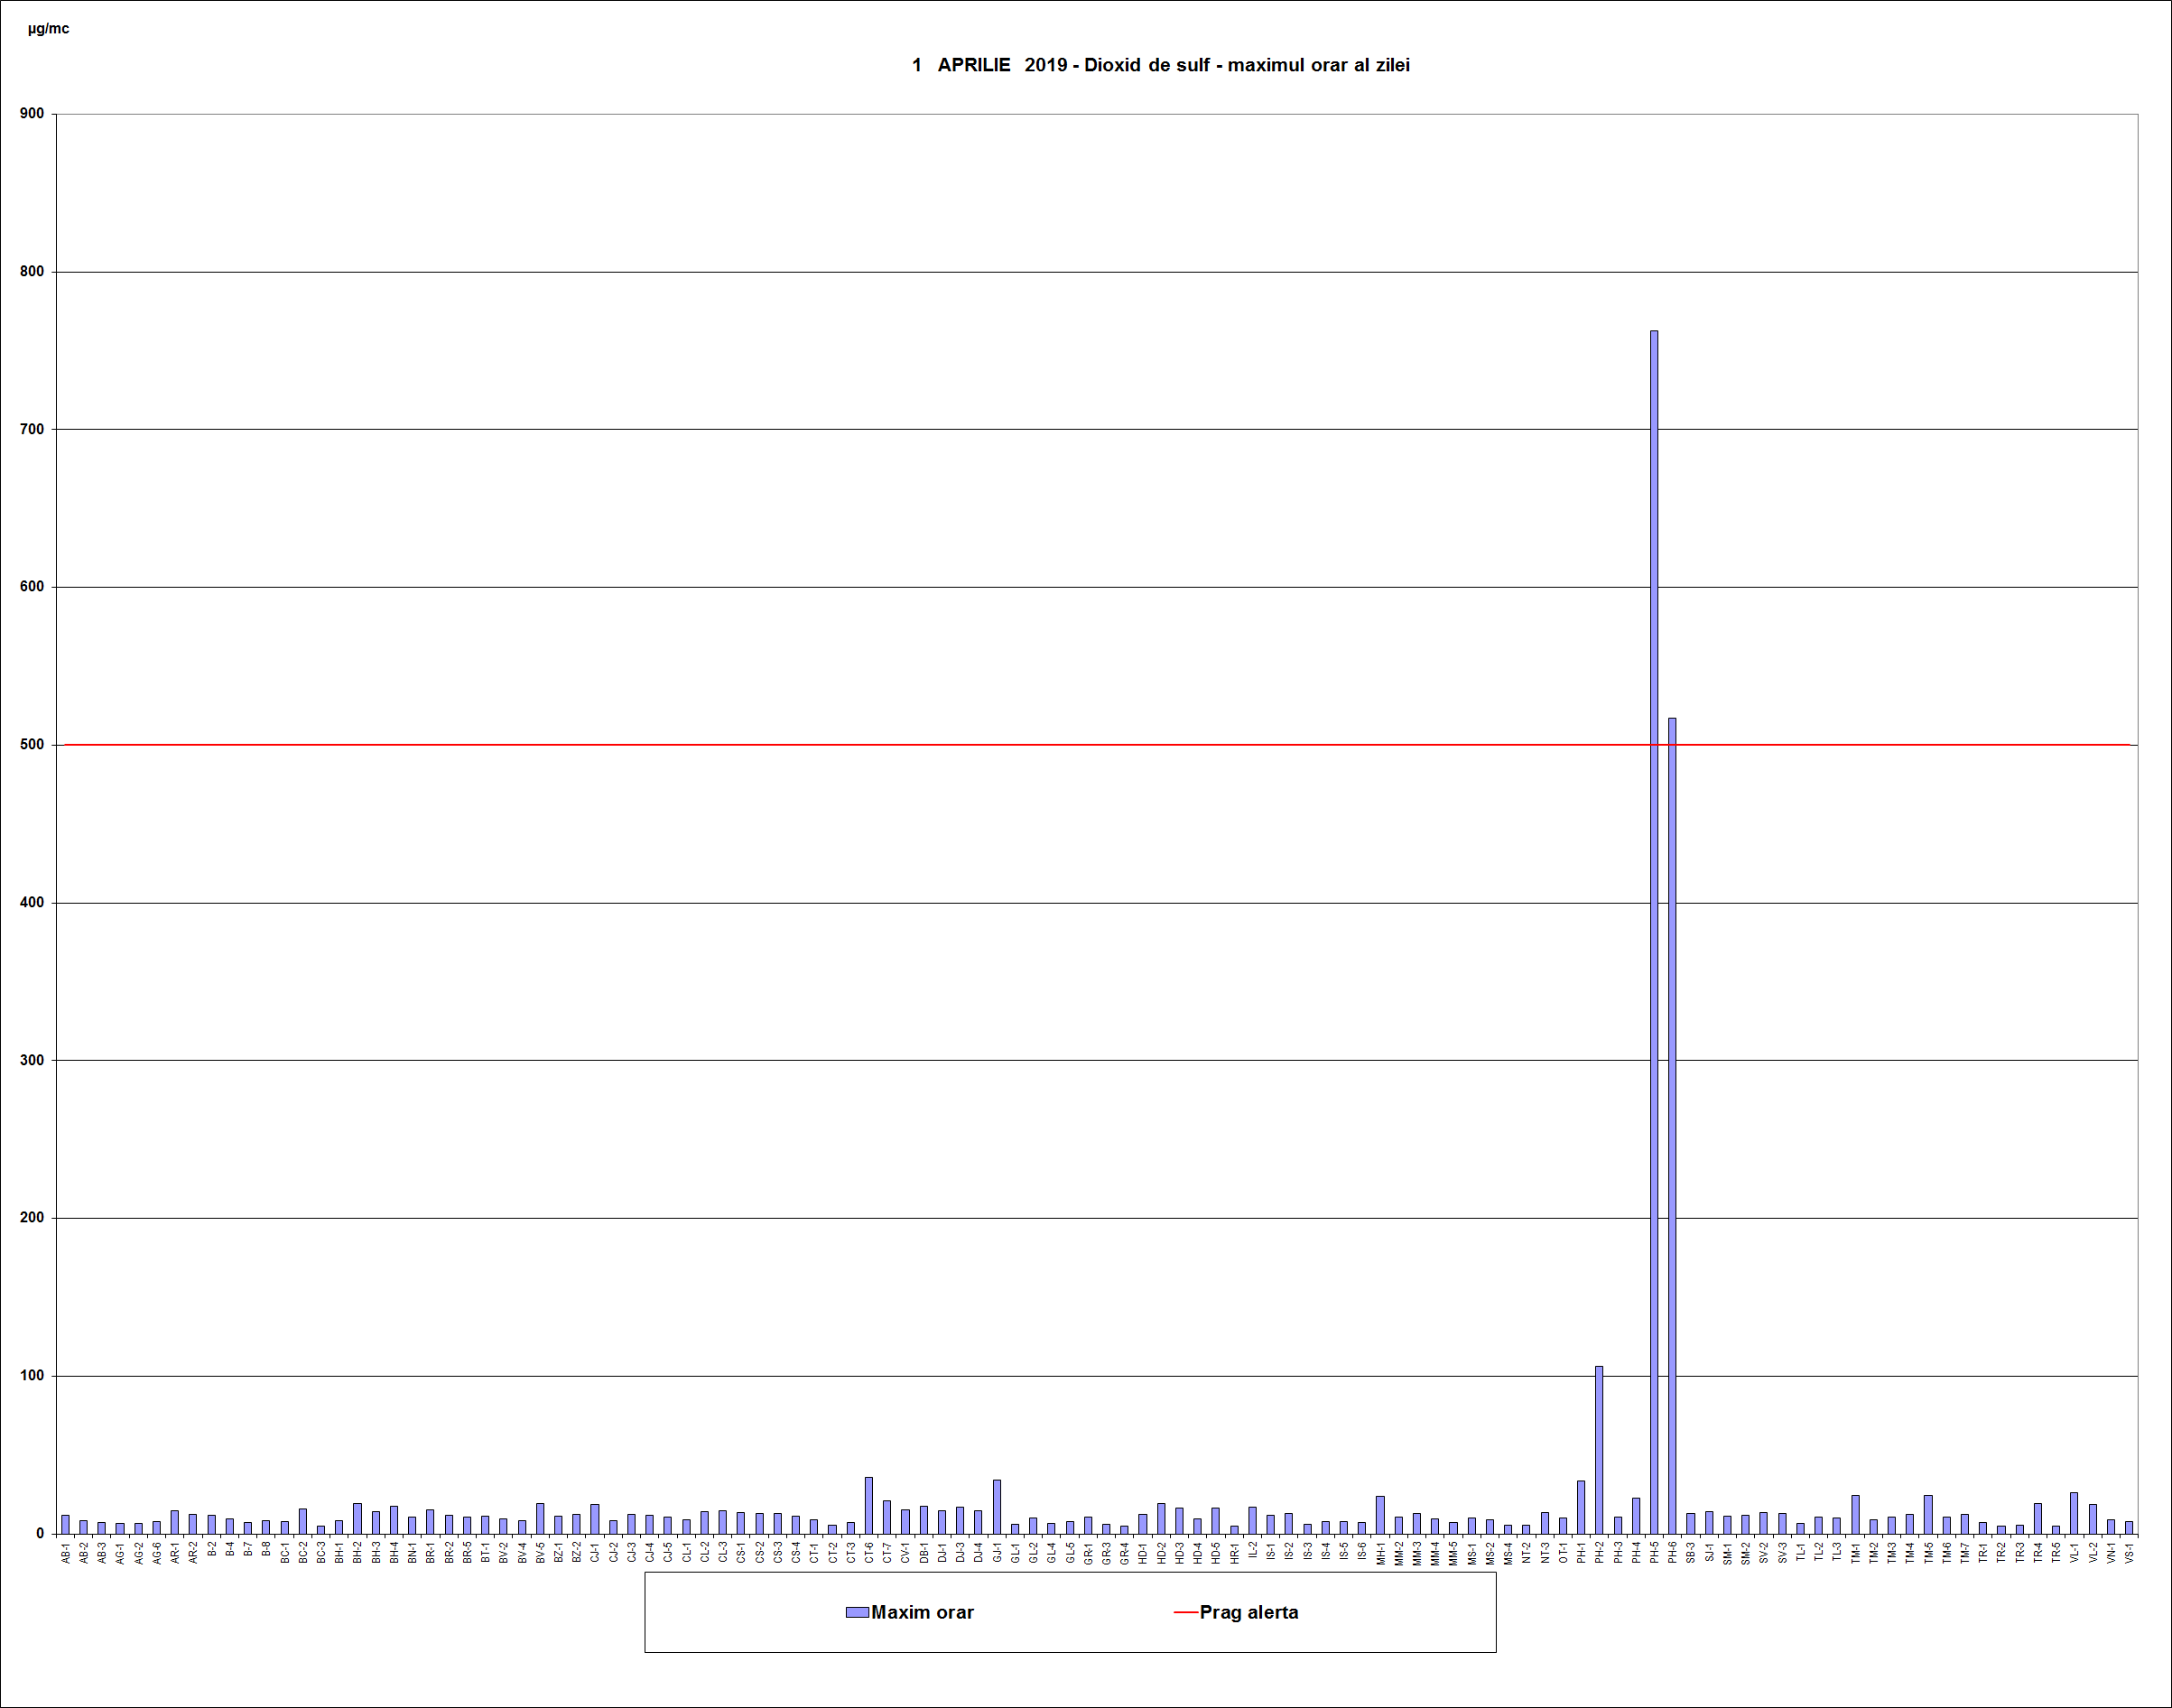 µg/mc
1 APRILIE 2019 - Dioxid de sulf - maximul orar al zilei
900
800
700
600
500
400
300
200
100
0
AB-1 AB-2 AB-3 AG-1 AG-2 AG-6 AR-1 AR-2 B-2 B-4 B-7 B-8 BC-1 BC-2 BC-3 BH-1 BH-2 BH-3 BH-4 BN-1 BR-1 BR-2 BR-5 BT-1 BV-2 BV-4 BV-5 BZ-1 BZ-2 CJ-1 CJ-2 CJ-3 CJ-4 CJ-5 CL-1 CL-2 CL-3 CS-1 CS-2 CS-3 CS-4 CT-1 CT-2 CT-3 CT-6 CT-7 CV-1 DB-1 DJ-1 DJ-3 DJ-4 GJ-1 GL-1 GL-2 GL-4 GL-5 GR-1 GR-3 GR-4 HD-1 HD-2 HD-3 HD-4 HD-5 HR-1 IL-2 IS-1 IS-2 IS-3 IS-4 IS-5 IS-6 MH-1 MM-2 MM-3 MM-4 MM-5 MS-1 MS-2 MS-4 NT-2 NT-3 OT-1 PH-1 PH-2 PH-3 PH-4 PH-5 PH-6 SB-3 SJ-1 SM-1 SM-2 SV-2 SV-3 TL-1 TL-2 TL-3 TM-1 TM-2 TM-3 TM-4 TM-5 TM-6 TM-7 TR-1 TR-2 TR-3 TR-4 TR-5 VL-1 VL-2 VN-1 VS-1
Maxim orar Prag alerta